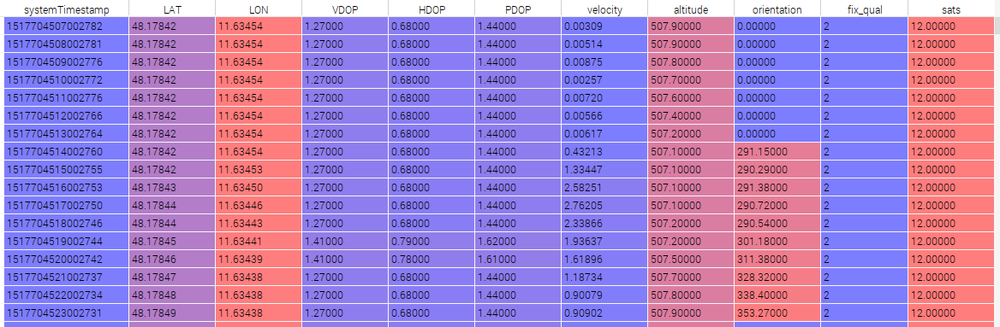 systemTimestamp LAT LON VDOP HDOP PDOP velocity altitude orientation fix_qual sats
1517704507002782 48.17842 11.63454 1.27000 0.68000 1.44000 0.00309 507.90000 0.00000 2 12.00000
1517704508002781 48.17842 11.63454 1.27000 0.68000 1.44000 0.00514 507.90000 0.00000 2 12.00000
1517704509002776 48.17842 11.63454 1.27000 0.68000 1.44000 0.00875 507.80000 0.00000 2 12.00000
1517704510002772 48.17842 11.63454 1.27000 0.68000 1.44000 0.00257 507.70000 0.00000 2 12.00000
1517704511002776 48.17842 11.63454 1.27000 0.68000 1.44000 0.00720 507.60000 0.00000 2 12.00000
1517704512002766 48.17842 11.63454 1.27000 0.68000 1.44000 0.00566 507.40000 0.00000 2 12.00000
1517704513002764 48.17842 11.63454 1.27000 0.68000 1.44000 0.00617 507.20000 0.00000 2 12.00000
1517704514002760 48.17842 11.63454 1.27000 0.68000 1.44000 0.43213 507.10000 291.15000 2 12.00000
1517704515002755 48.17842 11.63453 1.27000 0.68000 1.44000 1.33447 507.10000 290.29000 2 12.00000
1517704516002753 48.17843 11.63450 1.27000 0.68000 1.44000 2.58251 507.10000 291.38000 2 12.00000
1517704517002750 48.17844 11.63446 1.27000 0.68000 1.44000 2.76205 507.10000 290.72000 2 12.00000
1517704518002746 48.17844 11.63443 1.27000 0.68000 1.44000 2.33866 507.20000 290.54000 2 12.00000
1517704519002744 48.17845 11.63441 1.41000 0.79000 1.62000 1.93637 507.20000 301.18000 2 12.00000
1517704520002742 48.17846 11.63439 1.41000 0.78000 1.61000 1.61896 507.50000 311.38000 2 12.00000
1517704521002737 48.17847 11.63438 1.27000 0.68000 1.44000 1.18734 507.70000 328.32000 2 12.00000
1517704522002734 48.17848 11.63438 1.27000 0.68000 1.44000 0.90079 507.80000 338.40000 2 12.00000
1517704523002731 48.17849 11.63438 1.27000 0.68000 1.44000 0.90902 507.90000 353.27000 2 12.00000